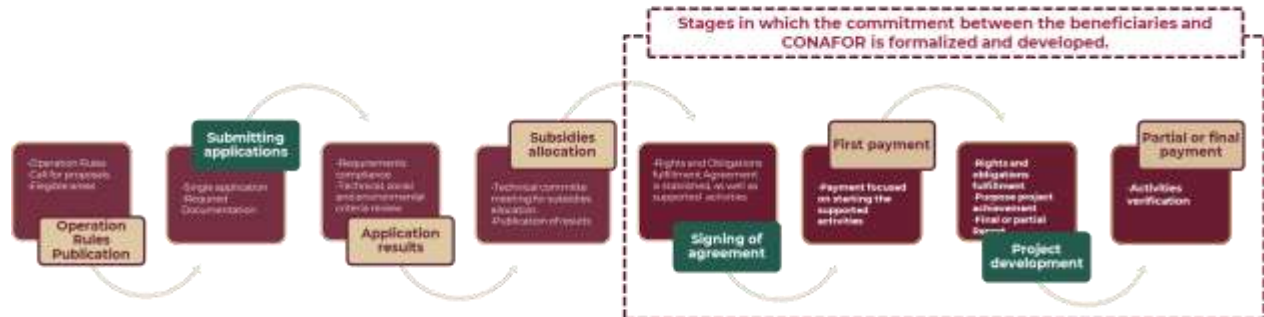 Stages in which the commitment between the beneficiaries and
CONAFOR is formalized and developed.
-Operation Rules
-Call for proposals
-Elegible areas
Operation
Rules
Publication
Submitting
applications
-Single application
-Required
Documentation
-Requirements
compliance
-Technical, social
and environmental
criteria review
Application
results
Subsidies
allocation
-Technical committe
meeting for subsidies
allocation.
-Publication of results
-Rights and Obligations
fulfillment Agreement
is stablished, as well as
supported activities
Signing of
agreement
First payment
-Payment focused
on starting the
supported
activities
-Rights and
obligations
fulfillment
-Purpose project
achievement
-Final or partial
Project
development
Partial or final
payment
-Activities
verification